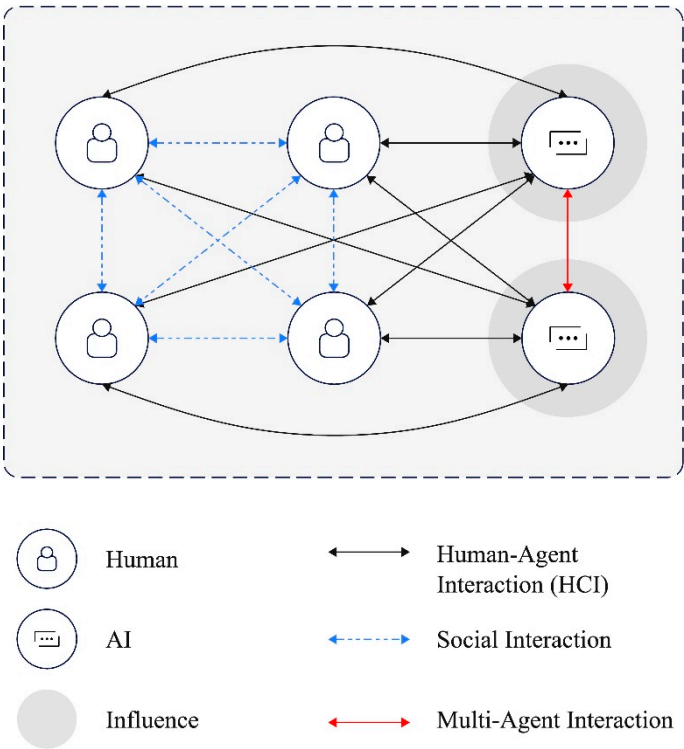 Human
Human-Agent
Interaction (HCI)
AI
Social Interaction
Influence
Multi-Agent Interaction